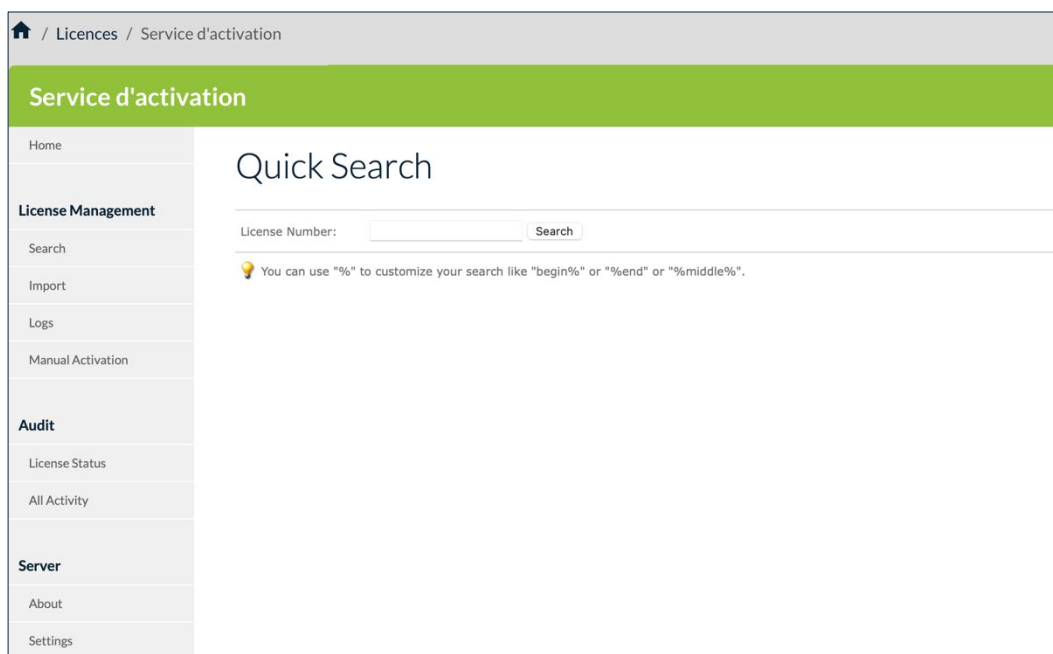 / Licences / Service d'activation
Service d'activation
Home
License Management
Search
Import
Logs
Manual Activation
Audit
License Status
All Activity
Server
About
Settings
Quick Search
License Number: Search
You can use "%" to customize your search like "begin%" or "%end" or "%middle%".